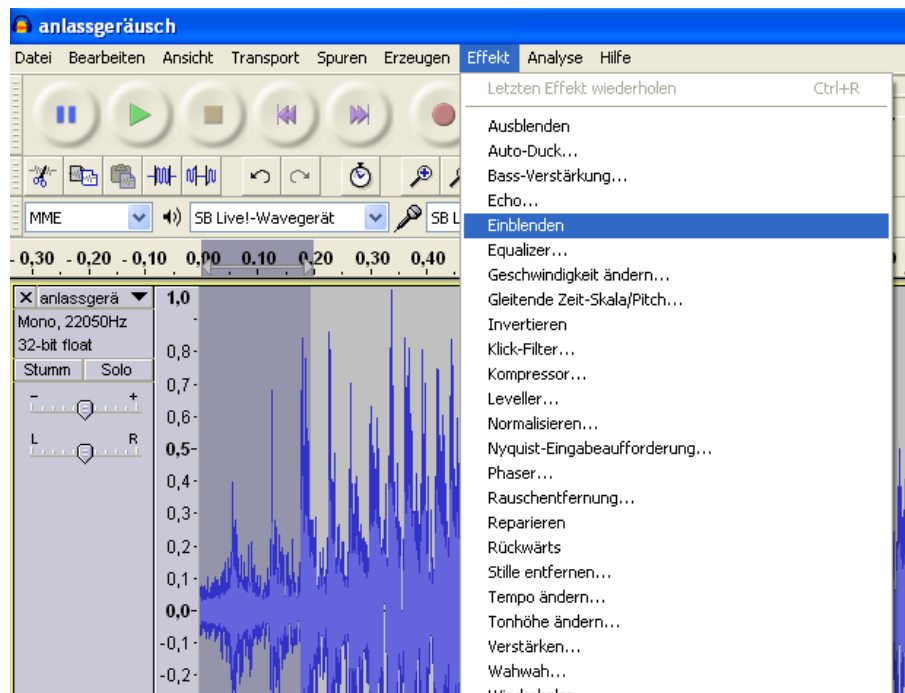 anlassgeräusch
Datei Bearbeiten Ansicht Transport Spuren Erzeugen Effekt Analyse Hilfe
Letzten Effekt wiederholen Ctrl+R
Ausblenden
Auto-Duck...
Bass-Verstärkung...
Echo...
Einblenden
Equalizer...
Geschwindigkeit ändern...
Gleitende Zeit-Skala/Pitch...
Invertieren
Klick-Filter...
Kompressor...
Leveller...
Normalisieren...
Nyquist-Eingabeaufforderung...
Phaser...
Rauschentfernung...
Reparieren
Rückwärts
Stille entfernen...
Tempo ändern...
Tonhöhe ändern...
Verstärken...
Wahwah...
MME SB Live!-Wavegerät SB L
- 0,30 - 0,20 - 0,10 0,00 0,10 0,20 0,30 0,40
X anlassgerä
Mono, 22050Hz
32-bit float
Stumm Solo
- +
L R
1,0
0,8
0,7
0,6
0,5
0,4
0,3
0,2
0,1
0,0
-0,1
-0,2